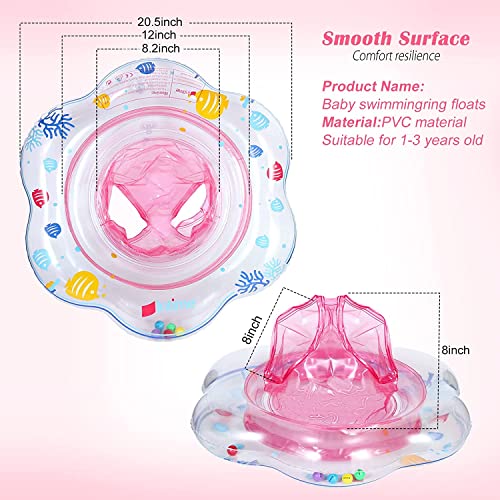 20.5inch
12inch
8.2inch
Smooth Surface
Comfort resilience
Product Name:
Baby swimmingring floats
Material:PVC material
Suitable for 1-3 years old
8inch
8inch